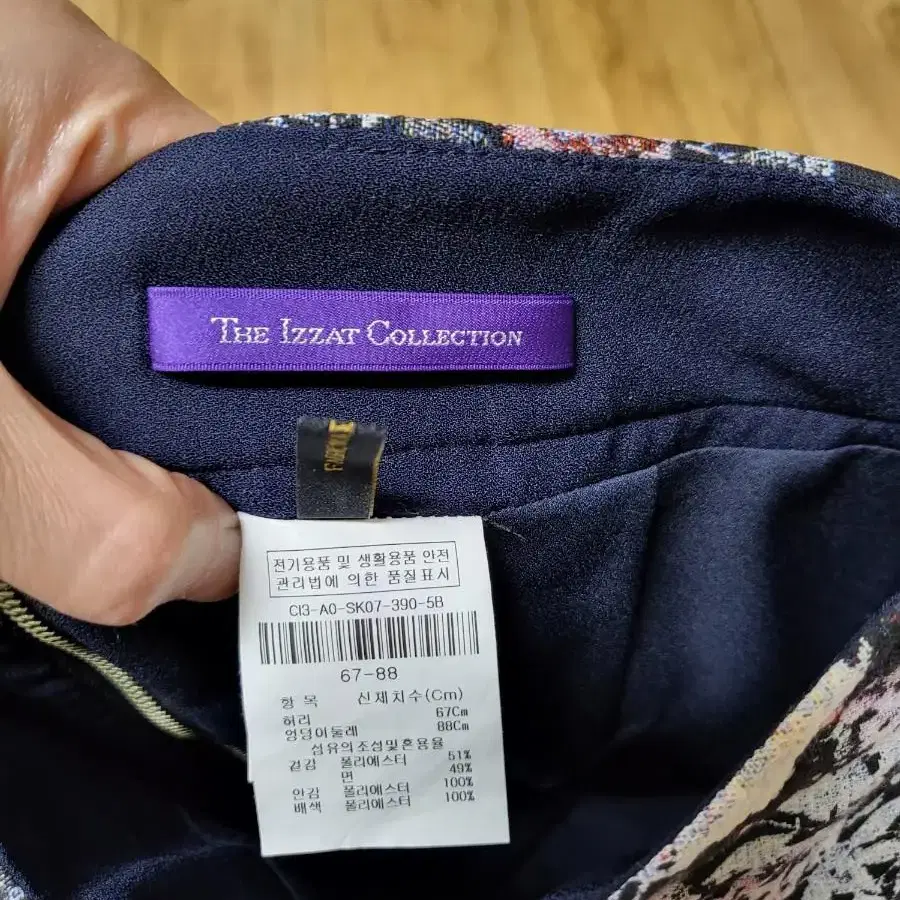 THE IZZAT COLLECTION
전기용품 및 생활용품 안전
관리법에 의한 품질표시
CI3-A0-SK07-390-5B
67-88
항 목 신체치수(Cm)
허리 67Cm
엉덩이둘레 88Cm
섬유의조성및혼용율
겉감 폴리에스터 51%
면 49%
안감 폴리에스터 100%
배색 폴리에스터 100%